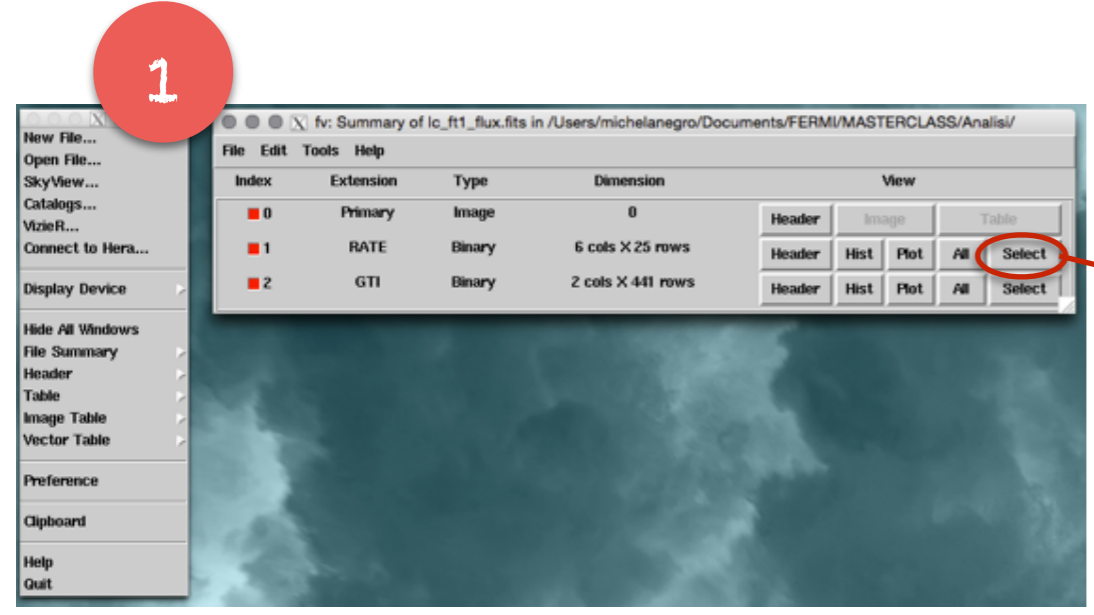 1
New File...
Open File...
SkyView...
Catalogs...
VizieR...
Connect to Hera...
Display Device
Hide All Windows
File Summary
Header
Table
Image Table
Vector Table
Preference
Clipboard
Help
Quit
fv: Summary of lc_ft1_flux.fits in /Users/michelanegro/Documents/FERMI/MASTERCLASS/Analisi/
File Edit Tools Help
Index Extension Type Dimension View
0 Primary Image 0 Header Image Table
1 RATE Binary 6 cols X 25 rows Header Hist Plot All Select
2 GTI Binary 2 cols X 441 rows Header Hist Plot All Select